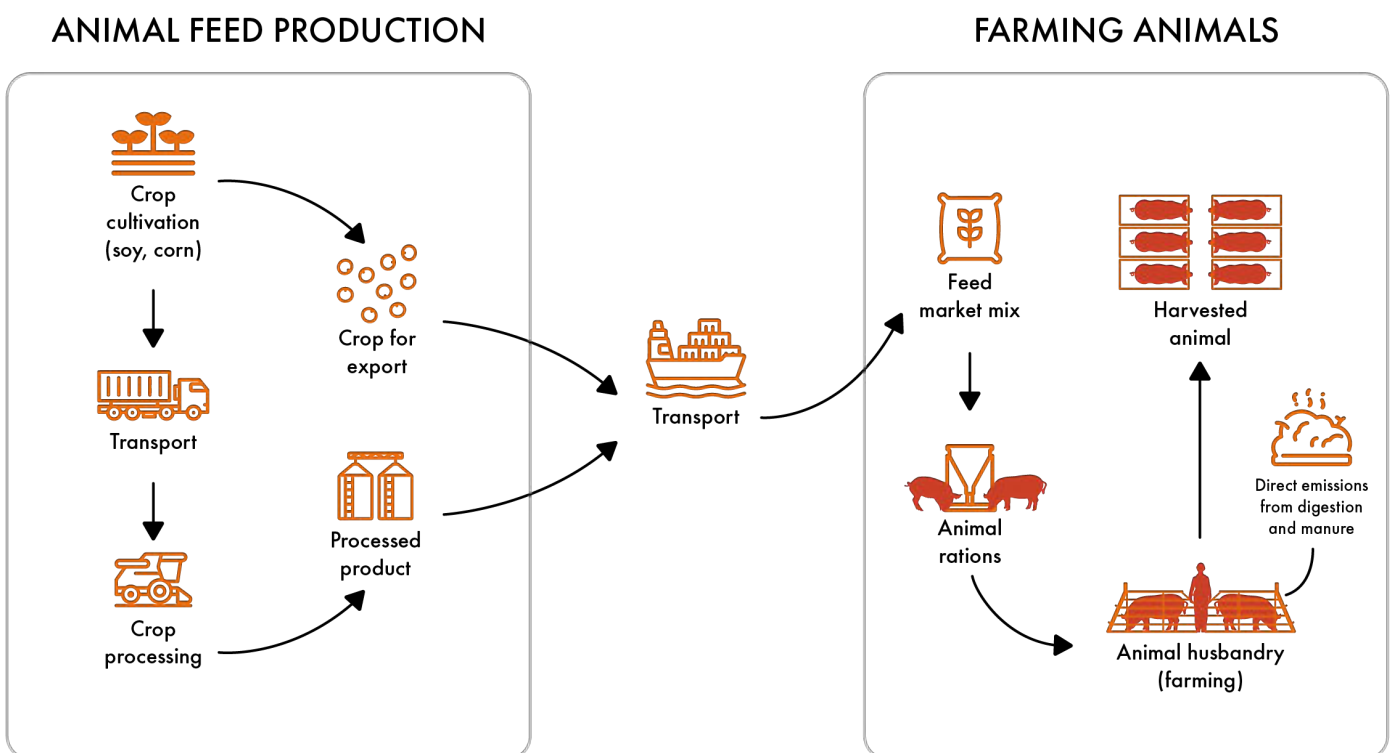 ANIMAL FEED PRODUCTION
Crop
cultivation
(soy, corn)
Transport
Crop
processing
Crop for
export
Processed
product
Transport
FARMING ANIMALS
Feed
market mix
Animal
rations
Harvested
animal
Direct emissions
from digestion
and manure
Animal husbandry
(farming)